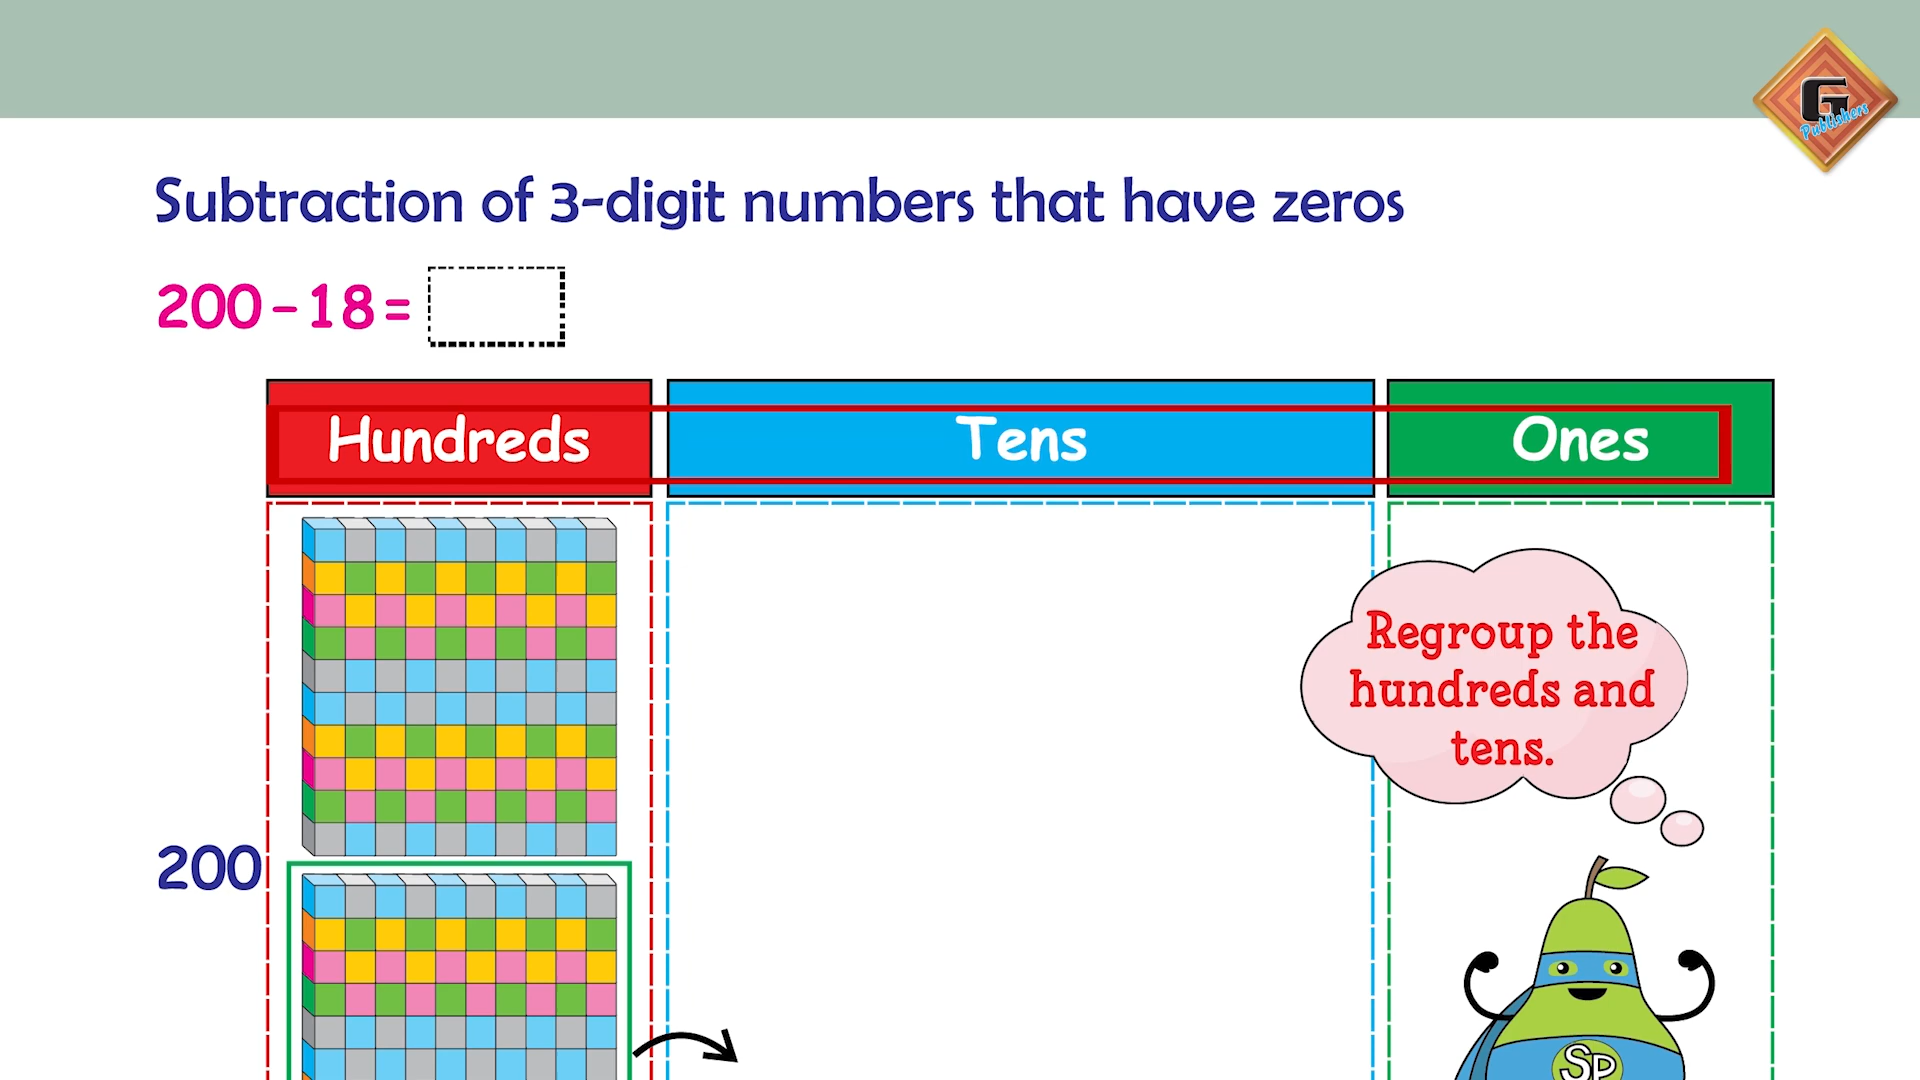 G
Publishers
Subtraction of 3-digit numbers that have zeros
200 – 18 =
Hundreds
Tens
Ones
Regroup the
hundreds and
tens.
200
SP